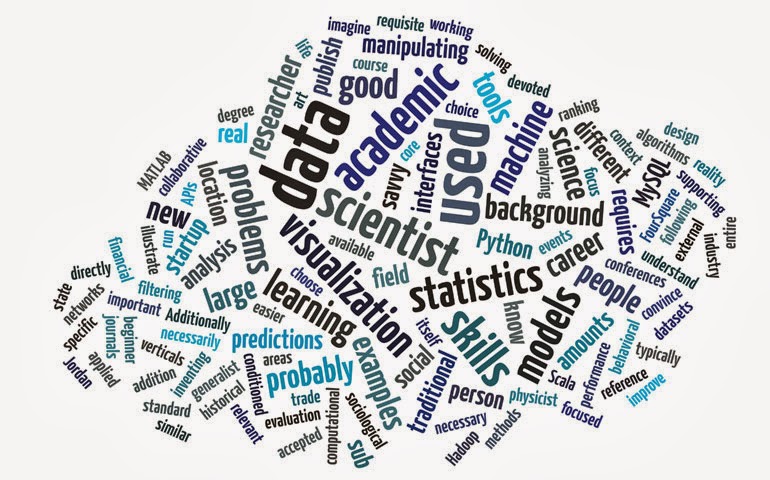 imagine
requisite
working
life
publish
manipulating
solving
course
good
researcher
art
academic
tools
devoted
degree
real
data
choice
used
machine
ranking
context
algorithms
design
reality
MATLAB
collaborative
APIS
location
problems
savvy
core
interfaces
analyzing
science
different
focus
MySQL
supporting
new
run
startup
illustrate
scientist
background
requires
FourSquare
following
external
industry
entire
financial
analysis
visualization
available
Python
events
career
conferences
understand
state
directly
networks
filtering
important
large
choose
field
statistics
people
convince
datasets
specific
journals
beginner
Additionally
easier
learning
itself
know
models
amounts
behavioral
typically
necessarily
predictions
skills
verticals
applied
Jordan
addition
inventing
generalist
conditioned
areas
probably
examples
social
traditional
person
physicist
Scala
performance
reference
improve
standard
similar
historical
relevant
trade
evaluation
accepted
computational
sociological
sub
necessary
Hadoop
methods
focused